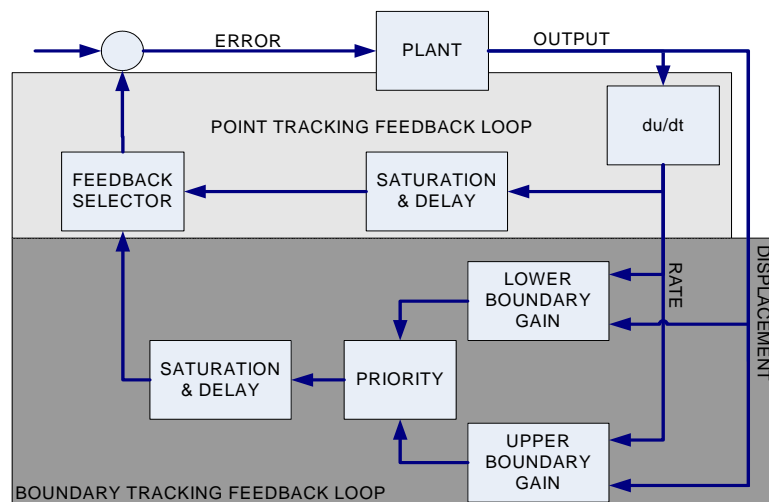 ERROR
PLANT
OUTPUT
POINT TRACKING FEEDBACK LOOP
du/dt
FEEDBACK
SELECTOR
SATURATION
& DELAY
RATE
DISPLACEMENT
LOWER
BOUNDARY
GAIN
SATURATION
& DELAY
PRIORITY
UPPER
BOUNDARY
GAIN
BOUNDARY TRACKING FEEDBACK LOOP